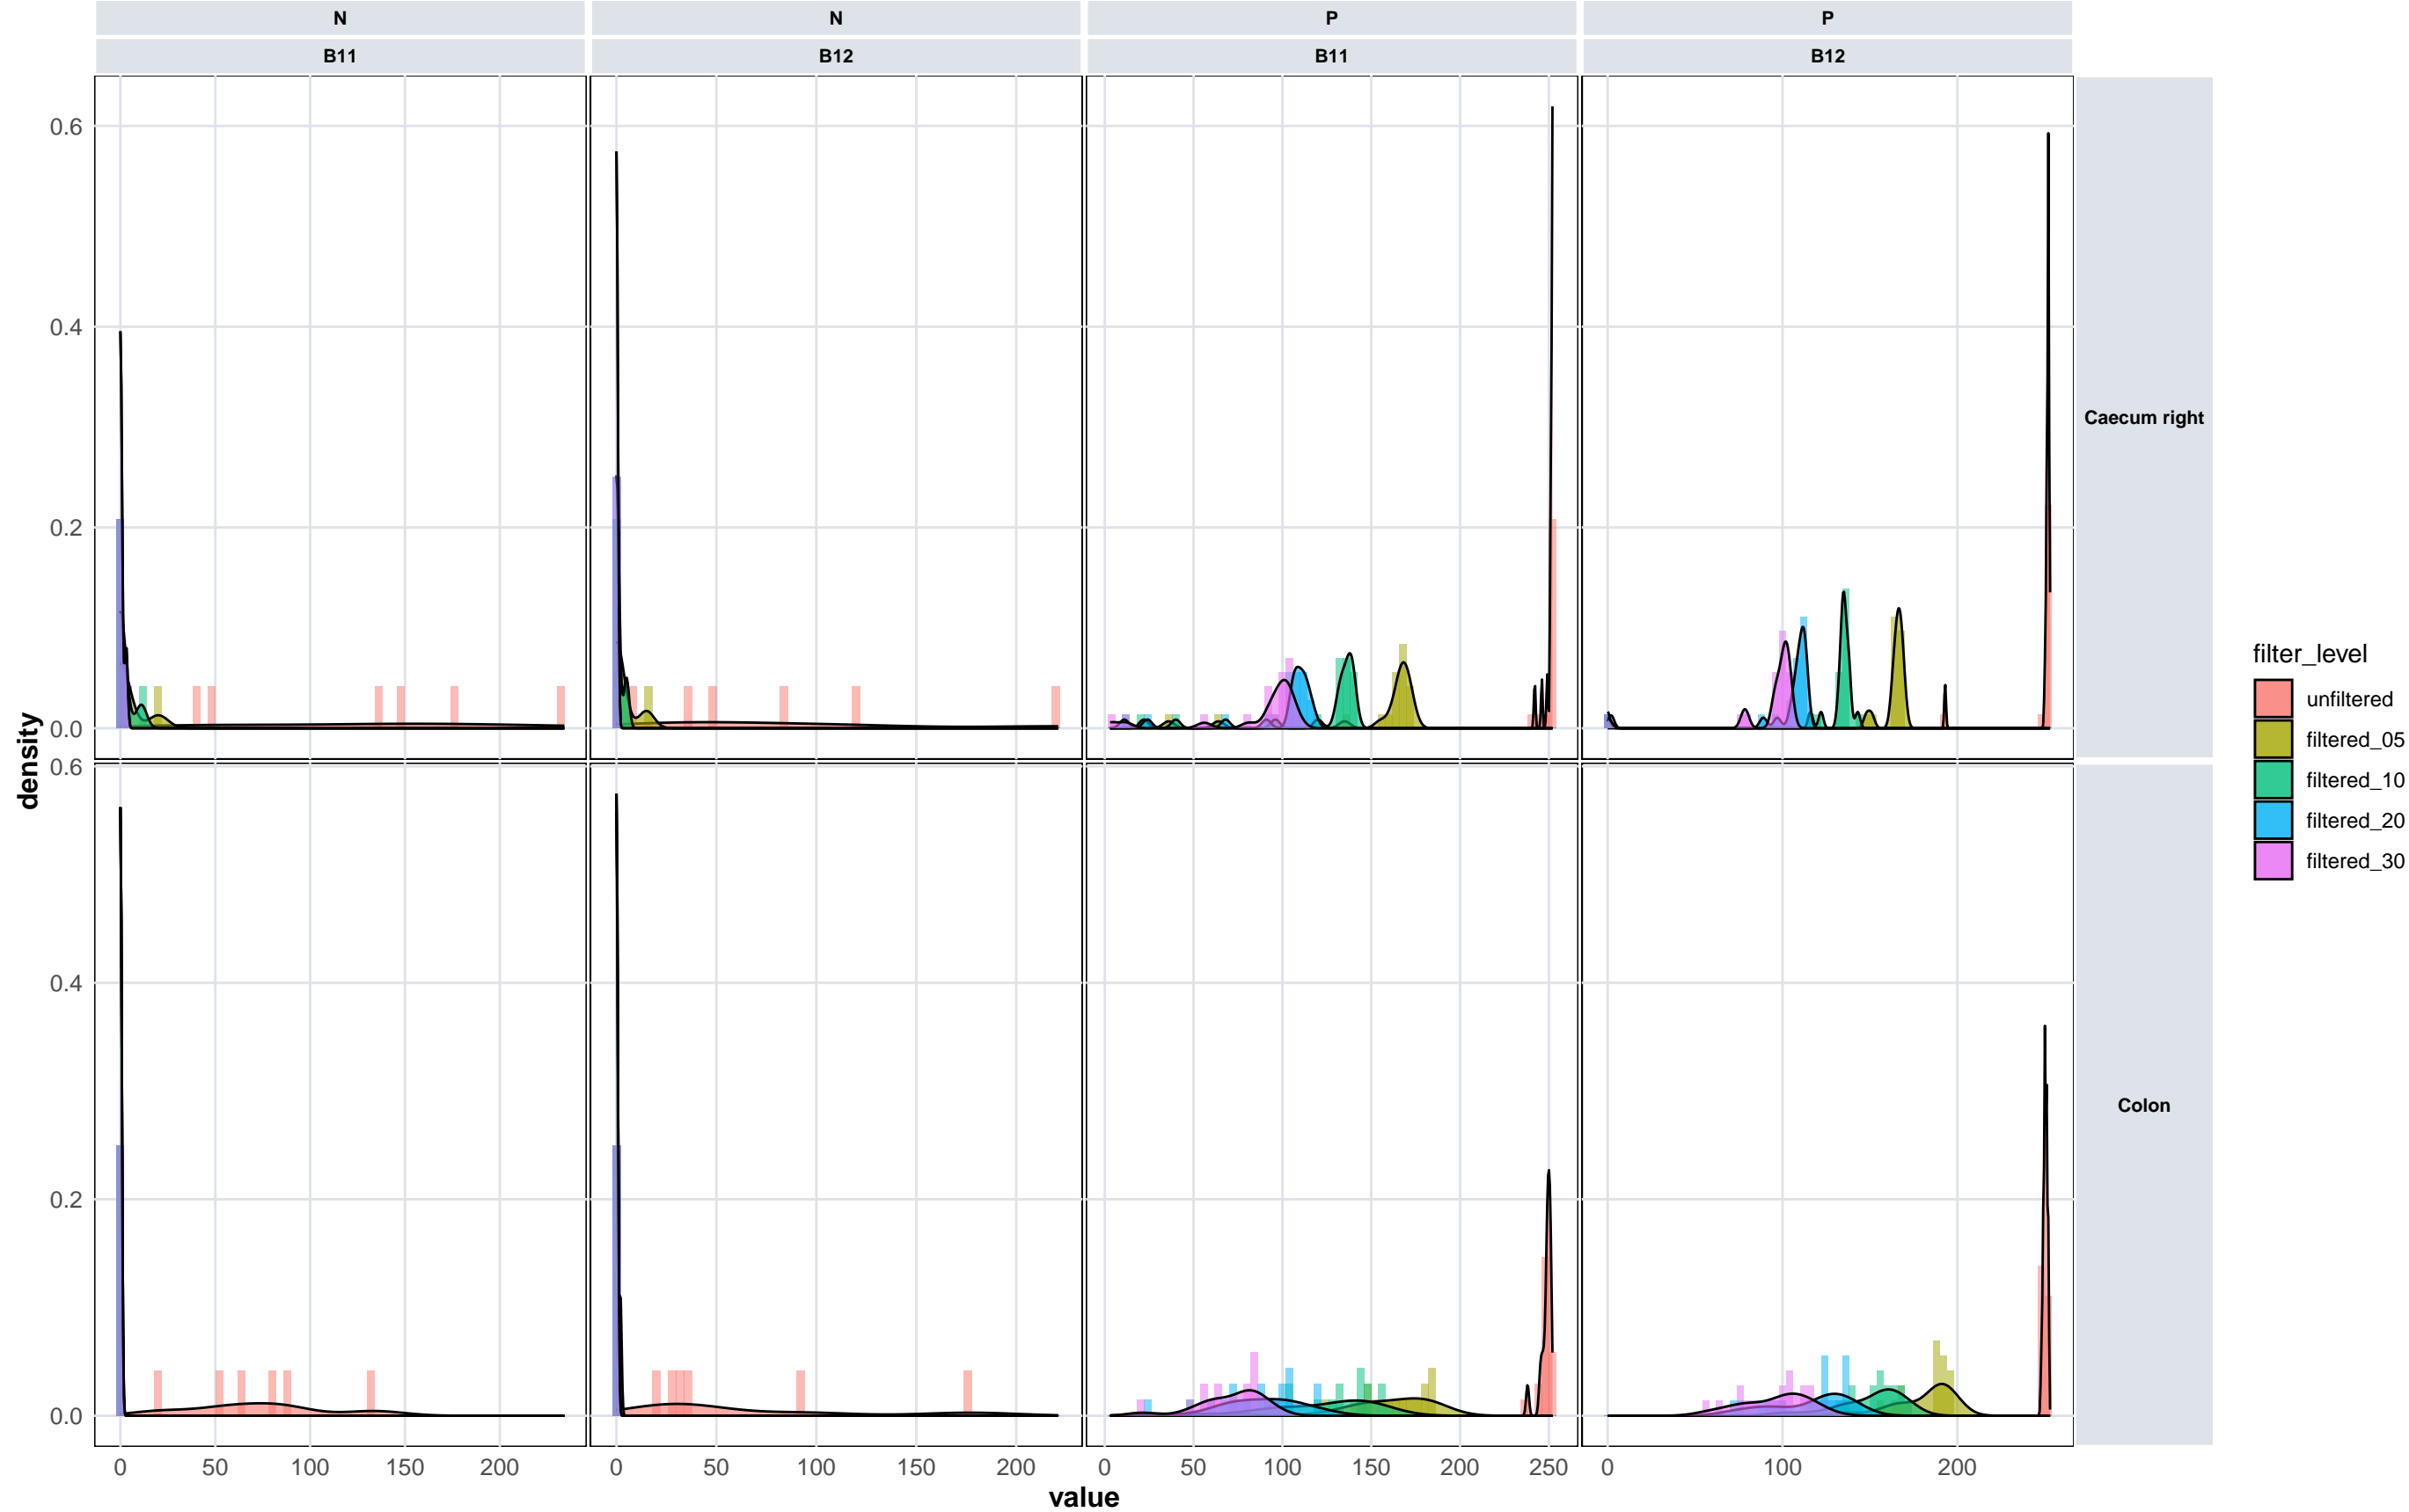 N N P P
B11 B12 B11 B12
0.6
0.4
0.2
0.0
Caecum right
0.6
0.4
0.2
0.0
Colon
density
0 50 100 150 200 0 50 100 150 200 0 50 100 150 200 250 0 100 200
value
filter_level
unfiltered
filtered_05
filtered_10
filtered_20
filtered_30